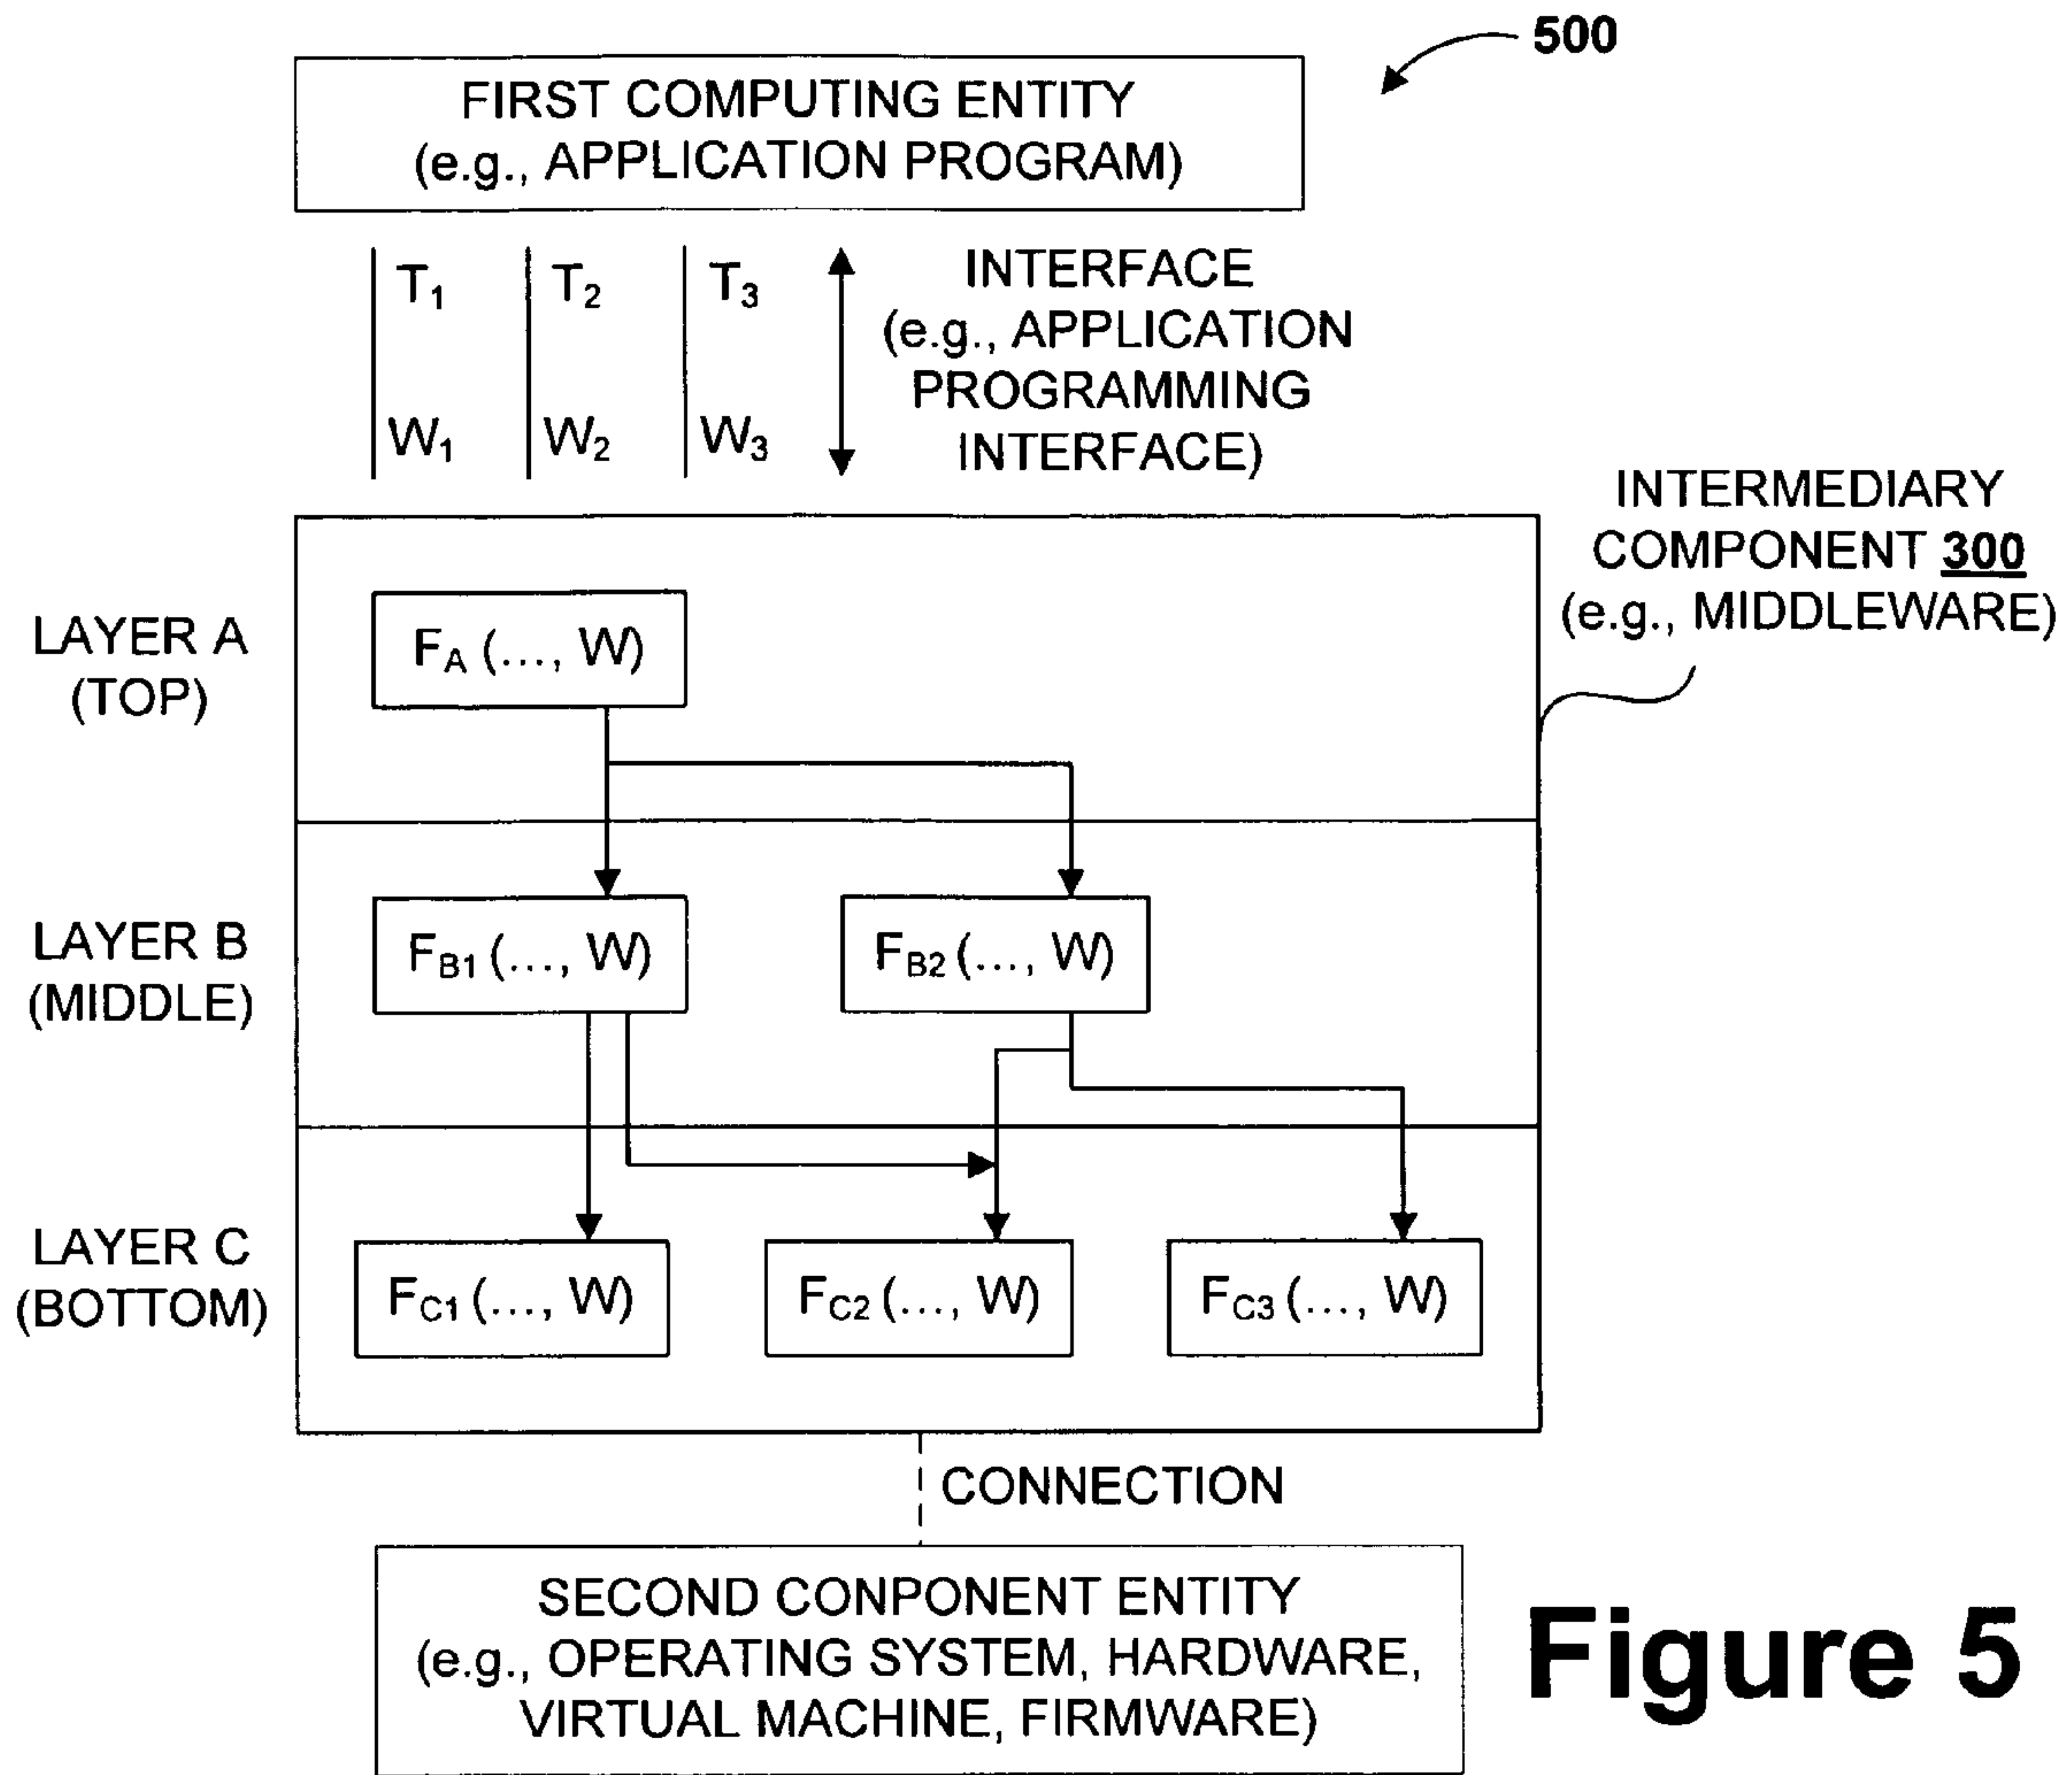 500
FIRST COMPUTING ENTITY
(e.g., APPLICATION PROGRAM)
T1 T2 T3
W1 W2 W3
INTERFACE
(e.g., APPLICATION
PROGRAMMING
INTERFACE)
INTERMEDIARY
COMPONENT 300
(e.g., MIDDLEWARE)
LAYER A
(TOP)
FA (..., W)
LAYER B
(MIDDLE)
FB1 (..., W)
FB2 (..., W)
LAYER C
(BOTTOM)
FC1 (..., W)
FC2 (..., W)
FC3 (..., W)
CONNECTION
SECOND CONPONENT ENTITY
(e.g., OPERATING SYSTEM, HARDWARE,
VIRTUAL MACHINE, FIRMWARE)
Figure 5